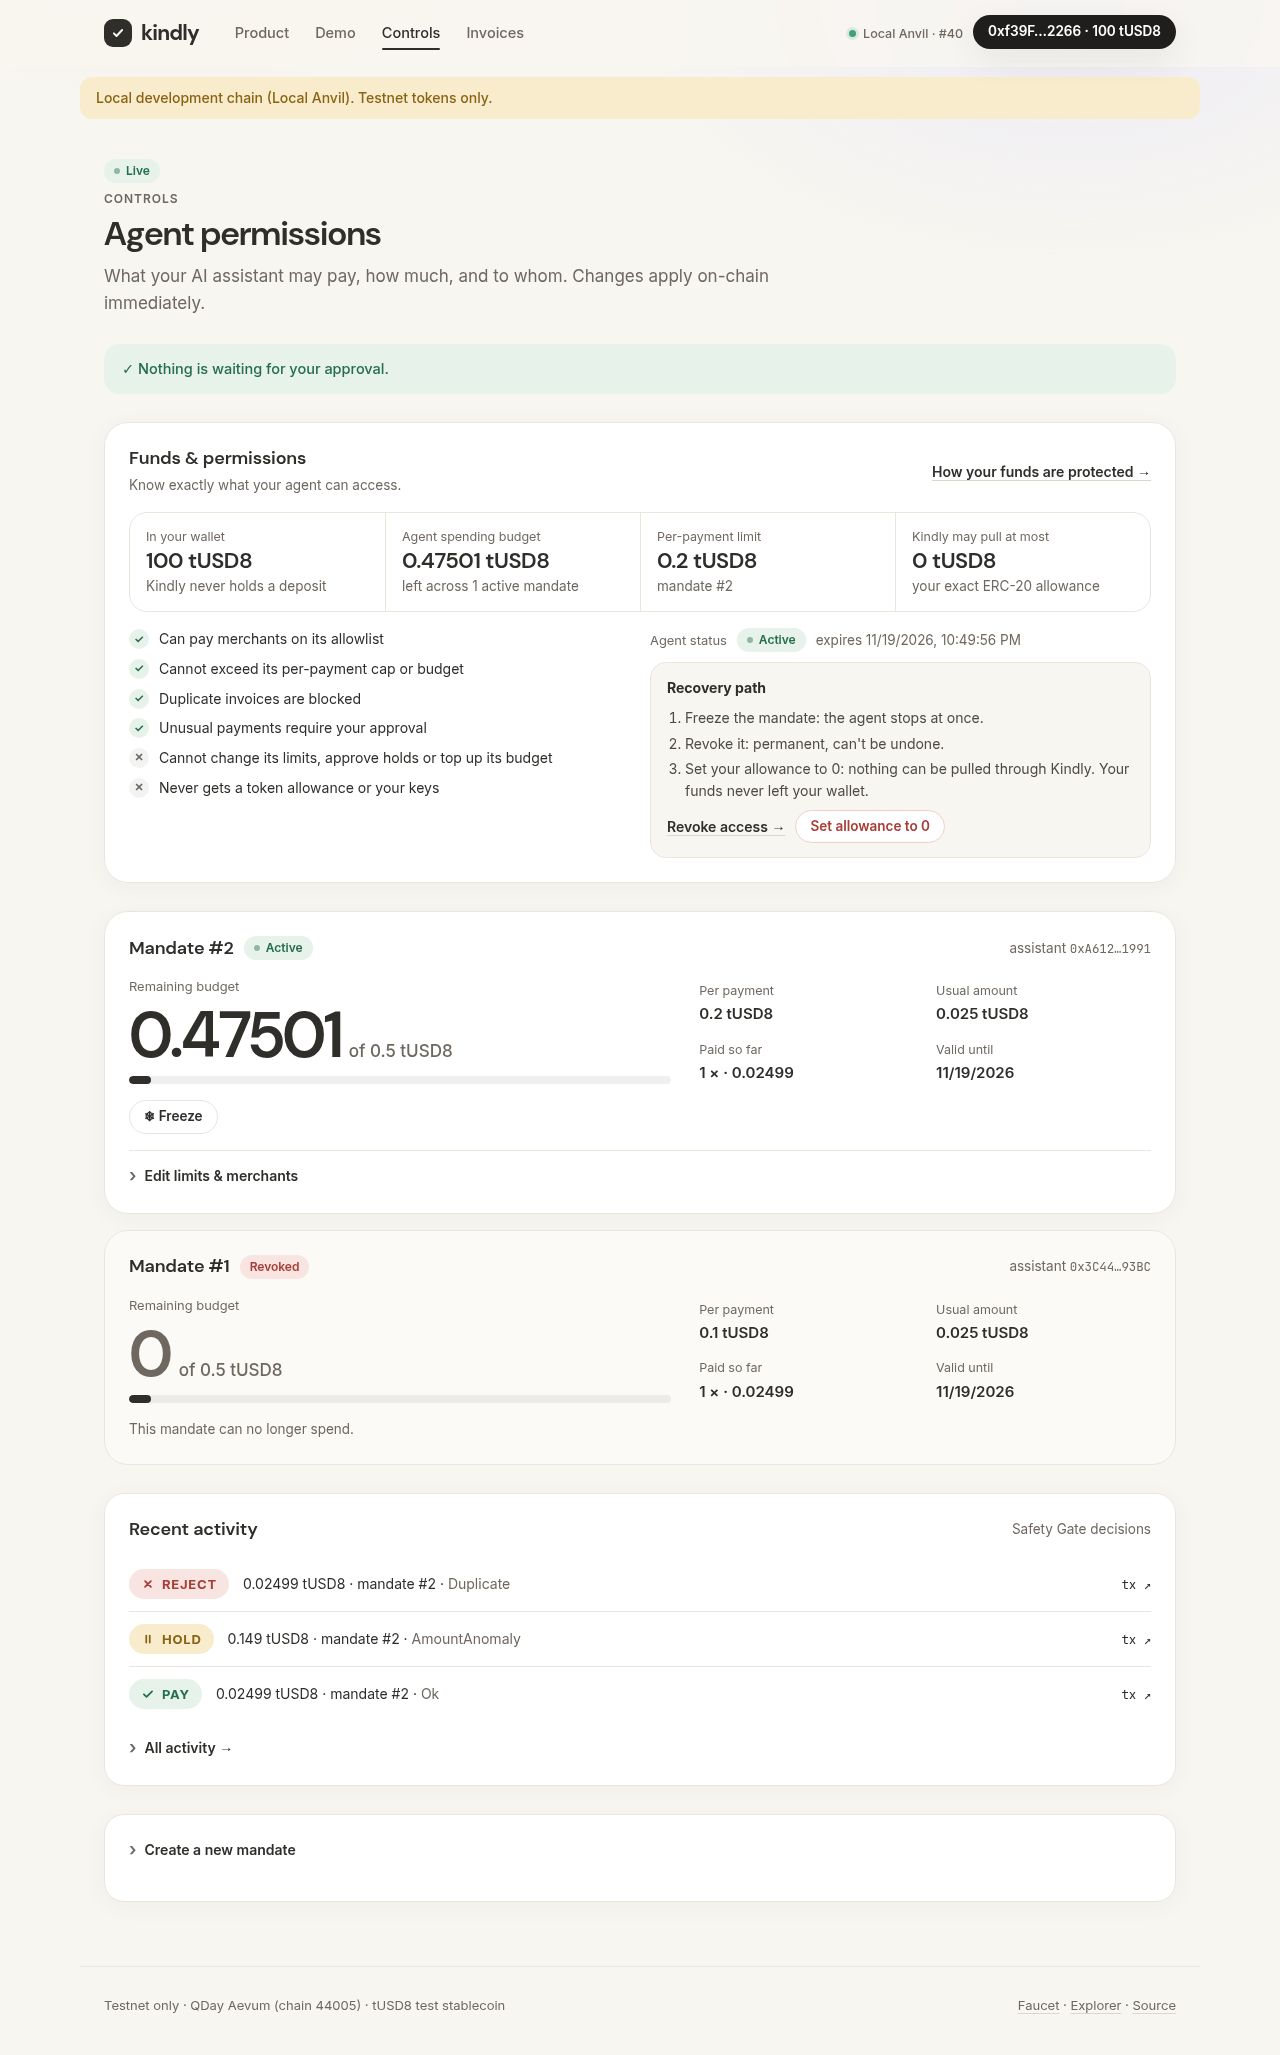 kindly
Product Demo Controls Invoices
Local Anvil · #40
0xf39F…2266 · 100 tUSD8
Local development chain (Local Anvil). Testnet tokens only.
Live
CONTROLS
Agent permissions
What your AI assistant may pay, how much, and to whom. Changes apply on-chain
immediately.
✓ Nothing is waiting for your approval.
Funds & permissions
Know exactly what your agent can access.
How your funds are protected →
In your wallet
100 tUSD8
Kindly never holds a deposit
Agent spending budget
0.47501 tUSD8
left across 1 active mandate
Per-payment limit
0.2 tUSD8
mandate #2
Kindly may pull at most
0 tUSD8
your exact ERC-20 allowance
Can pay merchants on its allowlist
Cannot exceed its per-payment cap or budget
Duplicate invoices are blocked
Unusual payments require your approval
Cannot change its limits, approve holds or top up its budget
Never gets a token allowance or your keys
Agent status Active expires 11/19/2026, 10:49:56 PM
Recovery path
1. Freeze the mandate: the agent stops at once.
2. Revoke it: permanent, can't be undone.
3. Set your allowance to 0: nothing can be pulled through Kindly. Your
funds never left your wallet.
Revoke access → Set allowance to 0
Mandate #2 Active
assistant 0xA612…1991
Remaining budget
0.47501 of 0.5 tUSD8
Per payment
0.2 tUSD8
Usual amount
0.025 tUSD8
Paid so far
1 × · 0.02499
Valid until
11/19/2026
❄ Freeze
› Edit limits & merchants
Mandate #1 Revoked
assistant 0x3C44…93BC
Remaining budget
0 of 0.5 tUSD8
Per payment
0.1 tUSD8
Usual amount
0.025 tUSD8
Paid so far
1 × · 0.02499
Valid until
11/19/2026
This mandate can no longer spend.
Recent activity
Safety Gate decisions
✕ REJECT 0.02499 tUSD8 · mandate #2 · Duplicate tx ↗
HOLD 0.149 tUSD8 · mandate #2 · AmountAnomaly tx ↗
✓ PAY 0.02499 tUSD8 · mandate #2 · Ok tx ↗
› All activity →
› Create a new mandate
Testnet only · QDay Aevum (chain 44005) · tUSD8 test stablecoin
Faucet · Explorer · Source